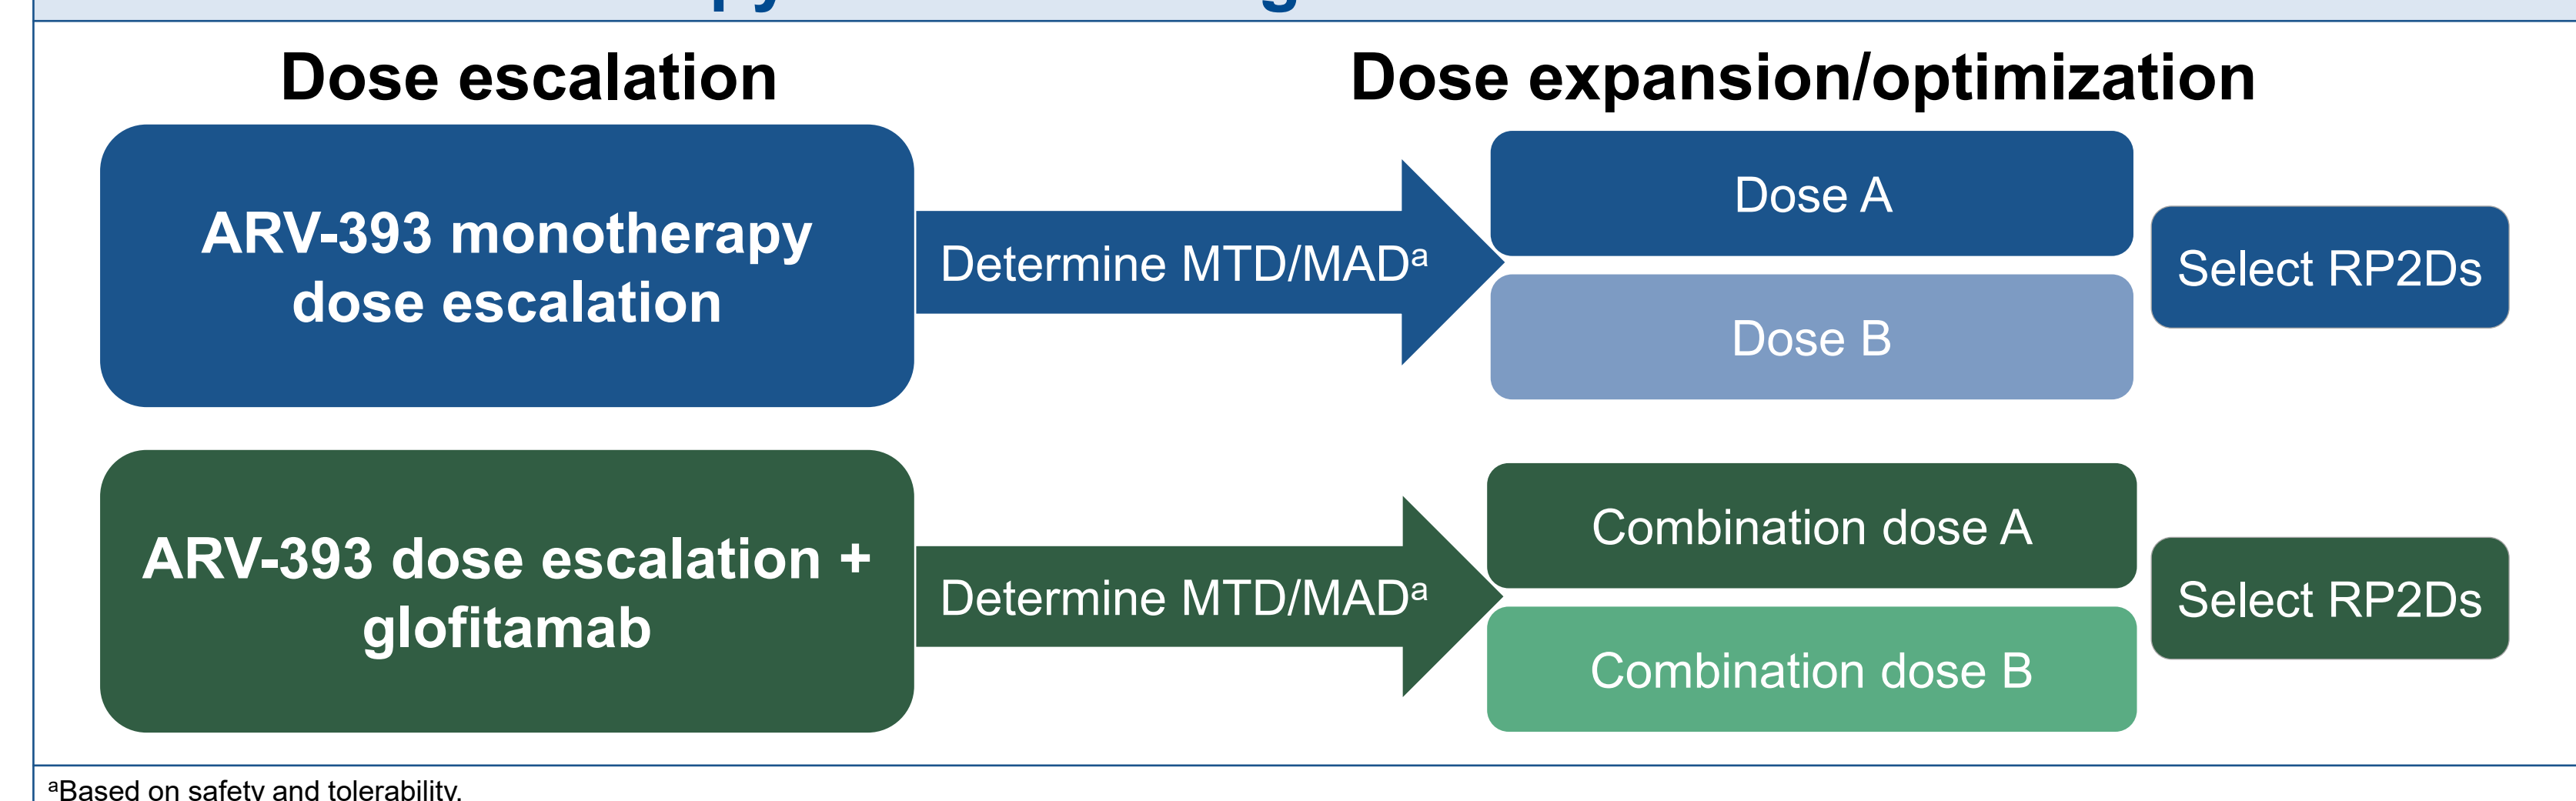 Dose escalation
Dose expansion/optimization
ARV-393 monotherapy
dose escalation
Determine MTD/MADᵃ
Dose A
Dose B
Select RP2Ds
ARV-393 dose escalation +
glofitamab
Determine MTD/MADᵃ
Combination dose A
Combination dose B
Select RP2Ds
ᵃBased on safety and tolerability.